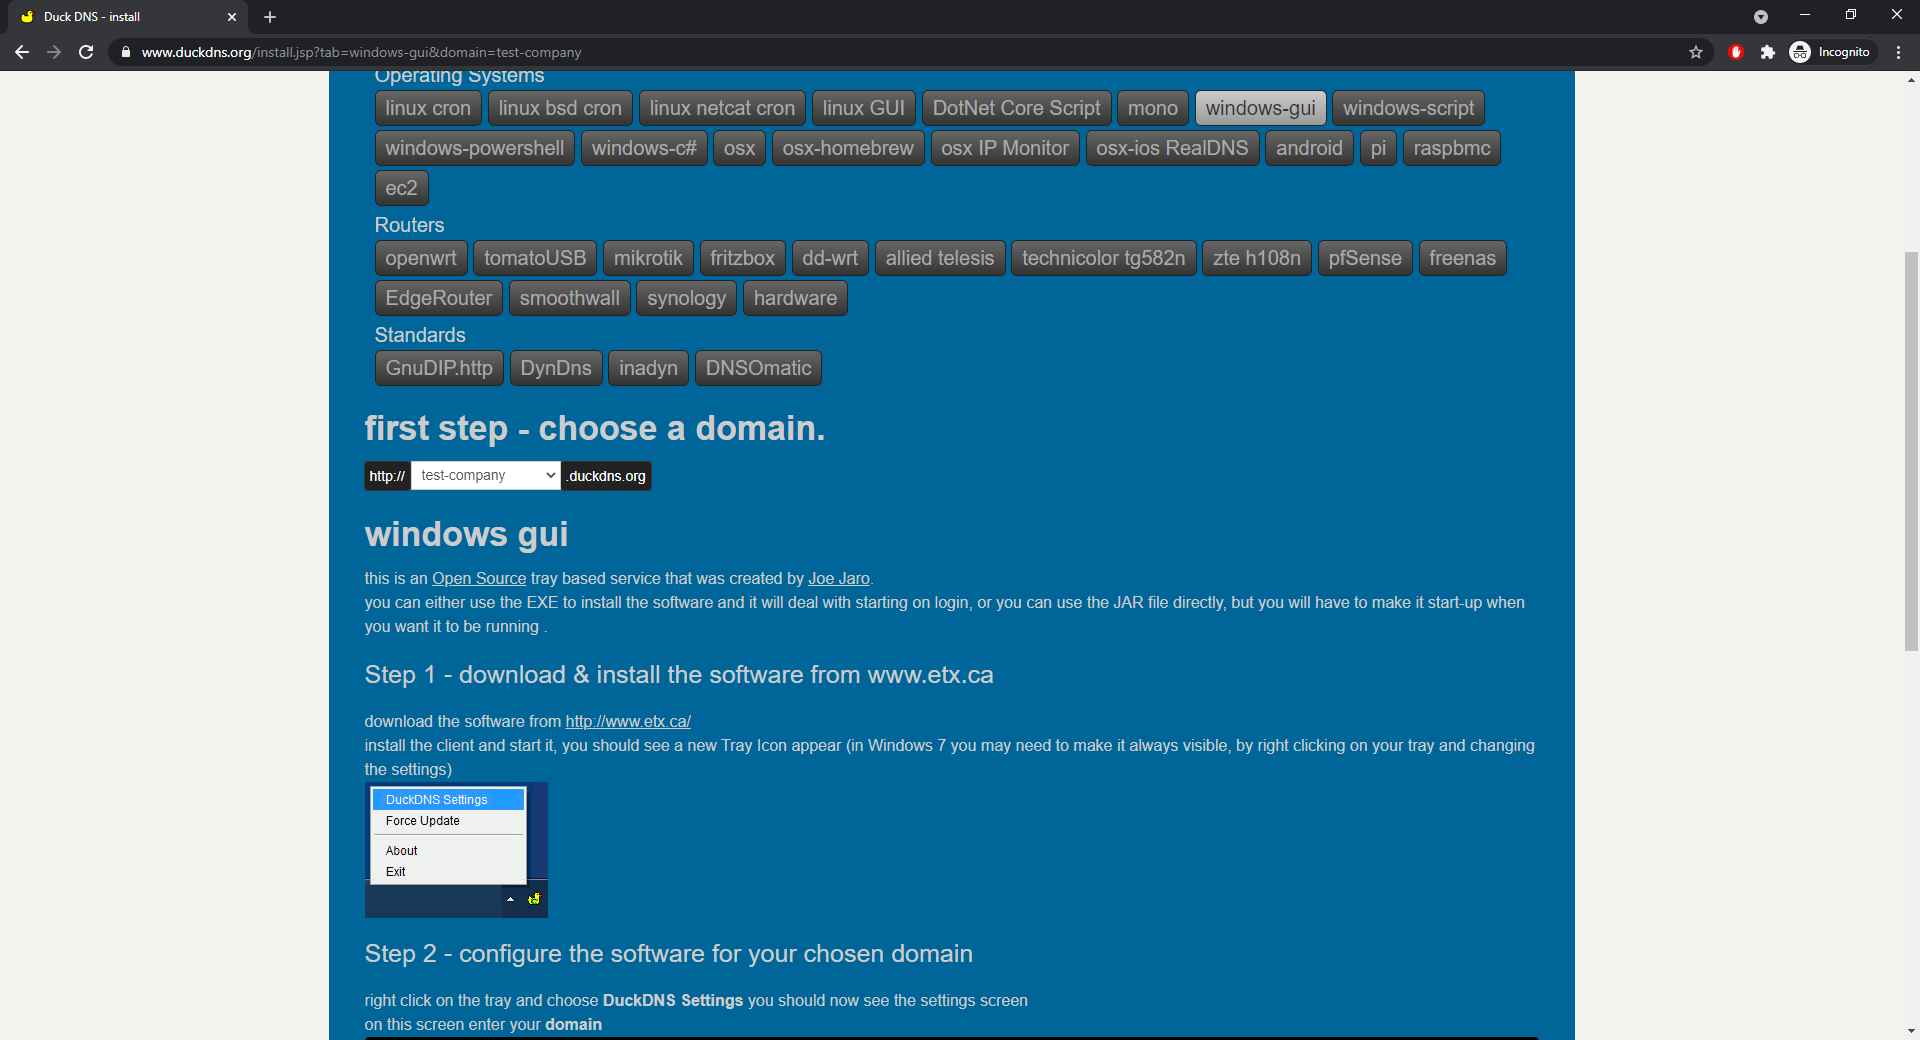 Duck DNS - install
www.duckdns.org/install.jsp?tab=windows-gui&domain=test-company
Incognito
Operating Systems
linux cron linux bsd cron linux netcat cron linux GUI DotNet Core Script mono windows-gui windows-script
windows-powershell windows-c# osx osx-homebrew osx IP Monitor osx-ios RealDNS android pi raspbmc
ec2
Routers
openwrt tomatoUSB mikrotik fritzbox dd-wrt allied telesis technicolor tg582n zte h108n pfSense freenas
EdgeRouter smoothwall synology hardware
Standards
GnuDIP.http DynDns inadyn DNSOmatic
first step - choose a domain.
http:// test-company .duckdns.org
windows gui
this is an Open Source tray based service that was created by Joe Jaro.
you can either use the EXE to install the software and it will deal with starting on login, or you can use the JAR file directly, but you will have to make it start-up when
you want it to be running .
Step 1 - download & install the software from www.etx.ca
download the software from http://www.etx.ca/
install the client and start it, you should see a new Tray Icon appear (in Windows 7 you may need to make it always visible, by right clicking on your tray and changing
the settings)
DuckDNS Settings
Force Update
About
Exit
Step 2 - configure the software for your chosen domain
right click on the tray and choose DuckDNS Settings you should now see the settings screen
on this screen enter your domain